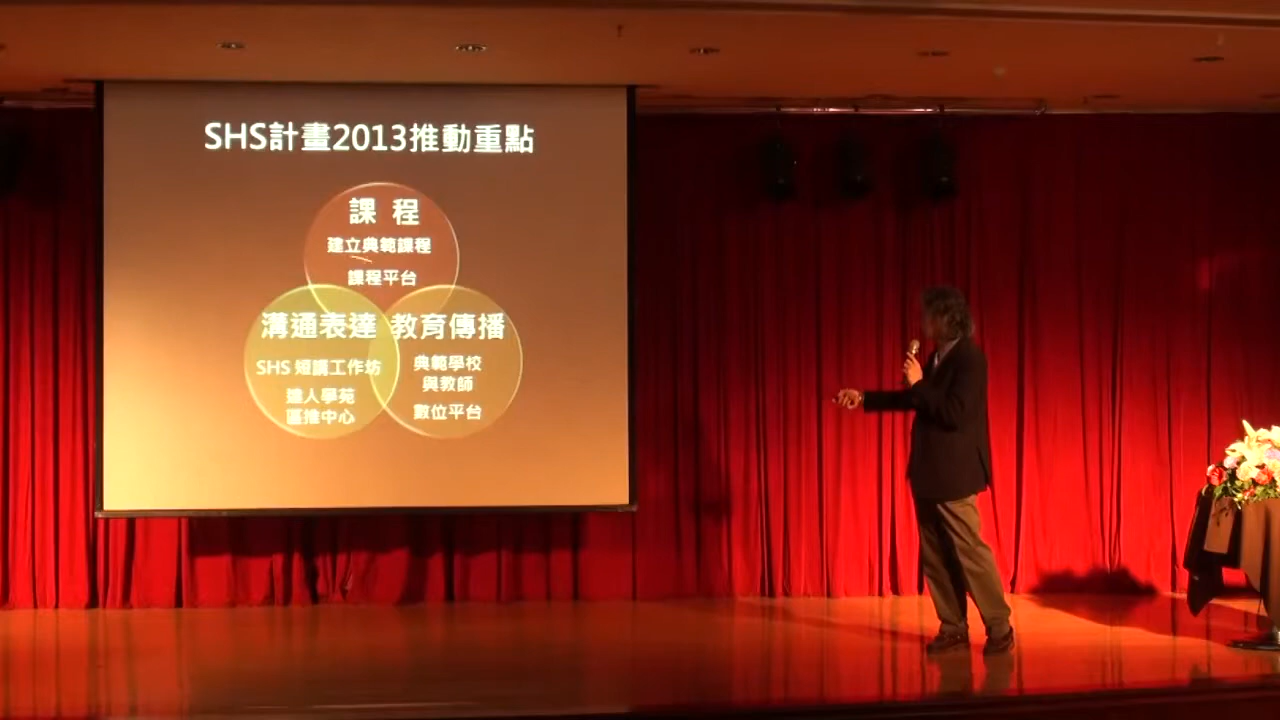 SHS計畫2013推動重點
課 程
建立典範課程
課程平台
溝通表達
SHS 短講工作坊
達人學苑
區推中心
教育傳播
典範學校
與教師
數位平台